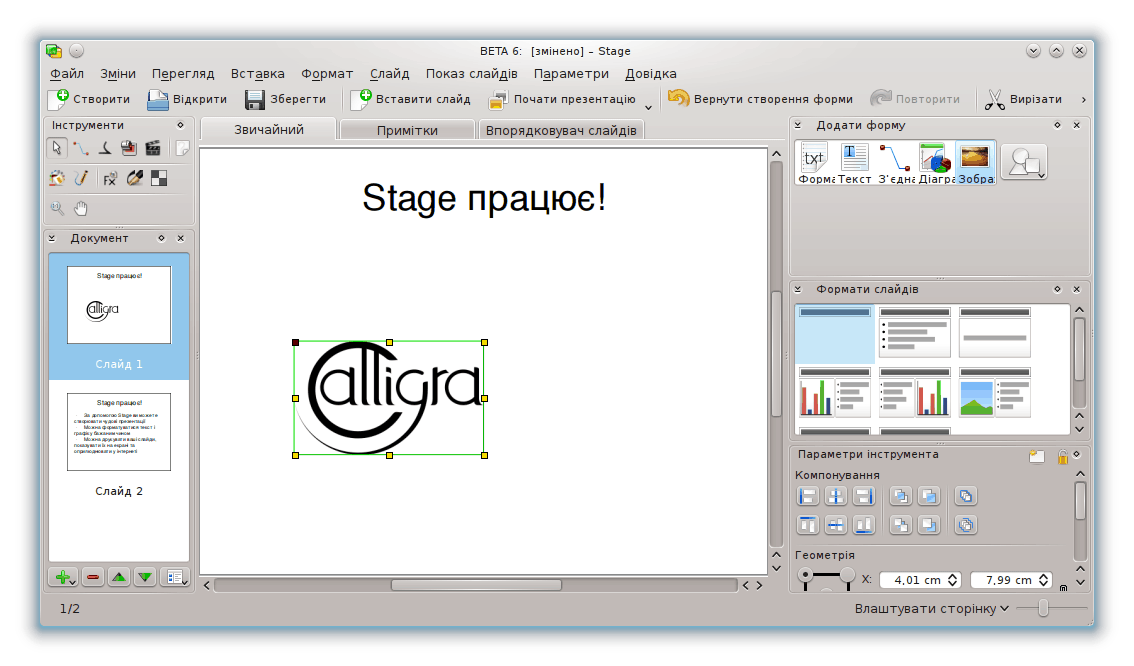 BETA 6: [змінено] – Stage
Файл Зміни Перегляд Вставка Формат Слайд Показ слайдів Параметри Довідка
Створити Відкрити Зберегти Вставити слайд Почати презентацію Вернути створення форми Повторити Вирізати
Інструменти
Звичайний Примітки Впорядковувач слайдів
Додати форму
txt T
Форма Текст З'єдна Діагра Зобра
Stage працює!
FX
Документ
Stage працює!
Calligra
Слайд 1
Stage працює!
За допомогою Stage ви можете
створювати чудові презентації
Можна форматувати текст і
графіку бажаним чином
Можна друкувати ваші слайди,
показувати їх на екрані та
оприлюднювати у інтернеті
Слайд 2
Calligra
Формати слайдів
Параметри інструмента
Компонування
Геометрія
X: 4,01 cm 7,99 cm
1/2
Влаштувати сторінку